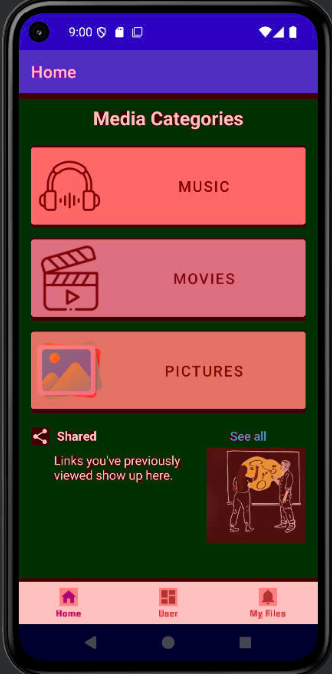 9:00
Home
Media Categories
MUSIC
MOVIES
PICTURES
Shared
See all
Links you've previously
viewed show up here.
Home
User
My Files